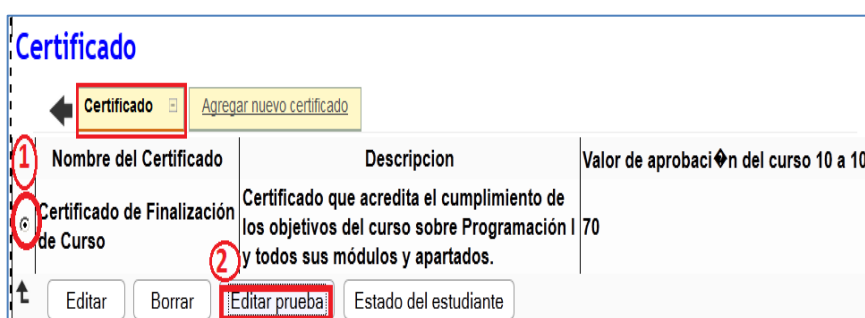 Certificado
Certificado Agregar nuevo certificado
1
Nombre del Certificado Descripcion Valor de aprobaci�n del curso 10 a 10
Certificado de Finalización
de Curso
Certificado que acredita el cumplimiento de
los objetivos del curso sobre Programación I
y todos sus módulos y apartados.
70
2
Editar Borrar Editar prueba Estado del estudiante